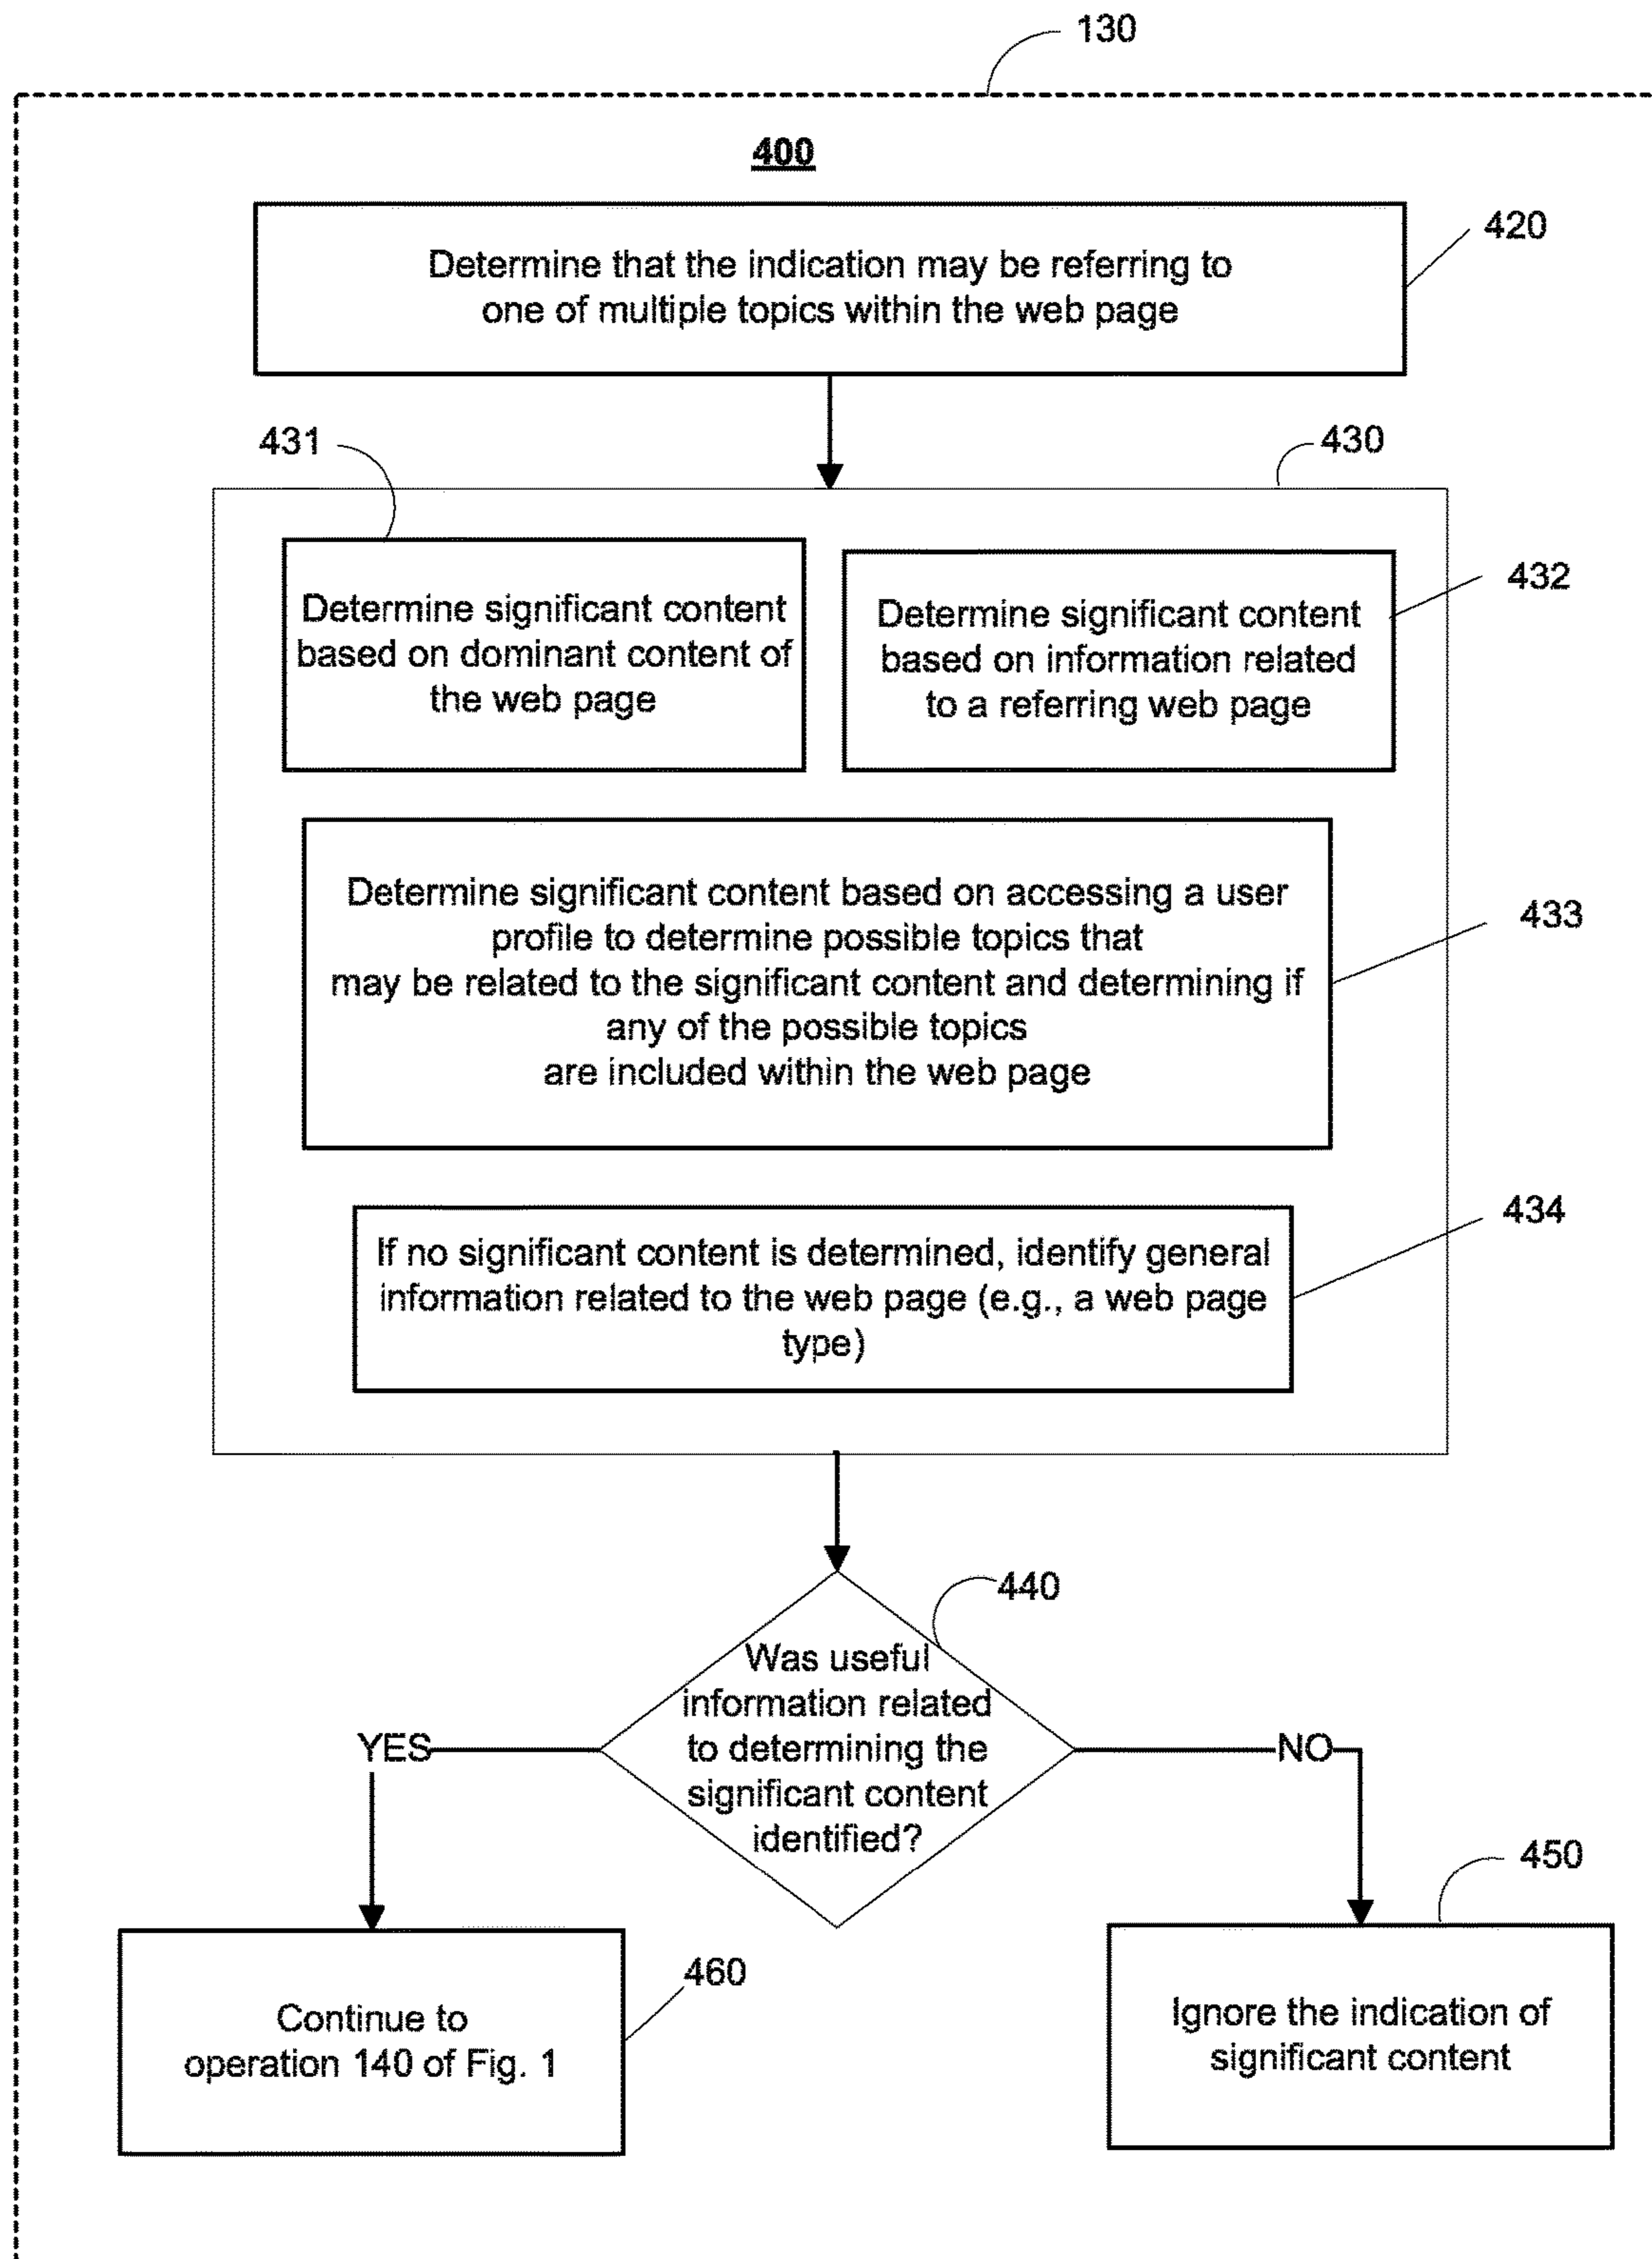 130
400
Determine that the indication may be referring to
one of multiple topics within the web page
420
431
430
Determine significant content
based on dominant content of
the web page
Determine significant content
based on information related
to a referring web page
432
Determine significant content based on accessing a user
profile to determine possible topics that
may be related to the significant content and determining if
any of the possible topics
are included within the web page
433
If no significant content is determined, identify general
information related to the web page (e.g., a web page
type)
434
440
Was useful
information related
to determining the
significant content
identified?
YES
NO
450
460
Continue to
operation 140 of Fig. 1
Ignore the indication of
significant content